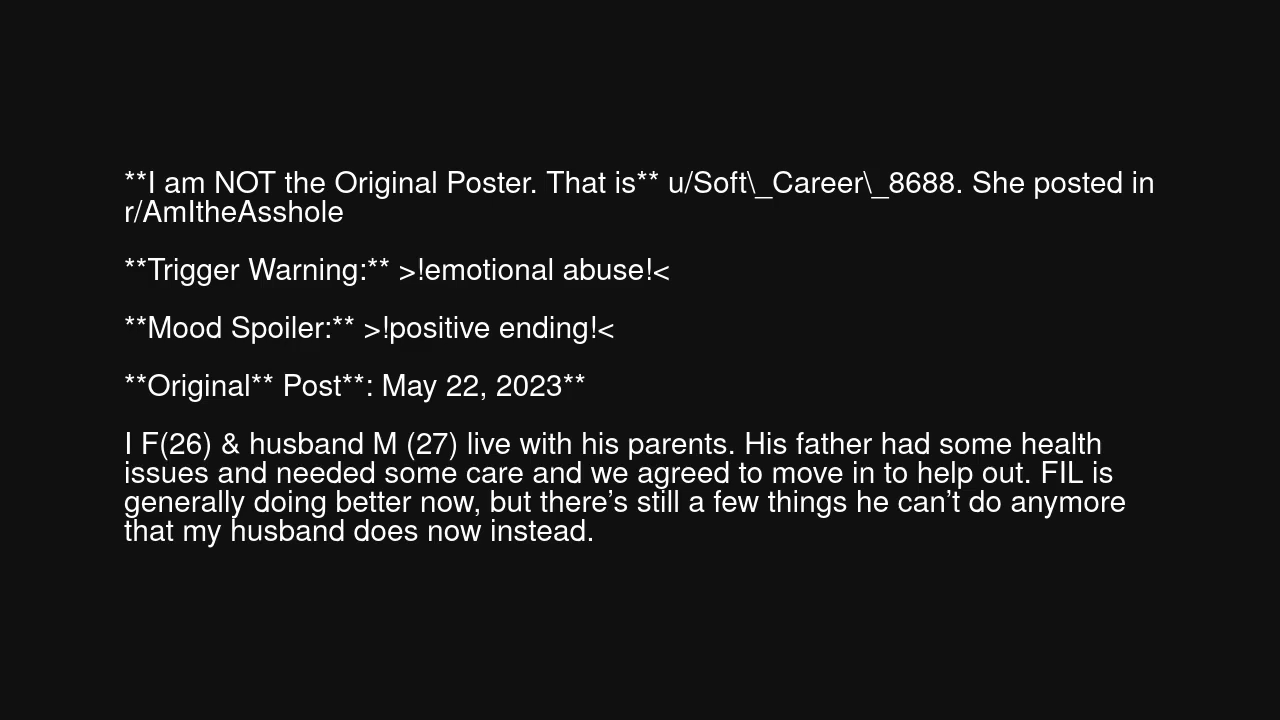 **I am NOT the Original Poster. That is** u/Soft\_Career\_8688. She posted in
r/AmItheAsshole
**Trigger Warning:** >!emotional abuse!<
**Mood Spoiler:** >!positive ending!<
**Original** Post**: May 22, 2023**
I F(26) & husband M (27) live with his parents. His father had some health
issues and needed some care and we agreed to move in to help out. FIL is
generally doing better now, but there’s still a few things he can’t do anymore
that my husband does now instead.